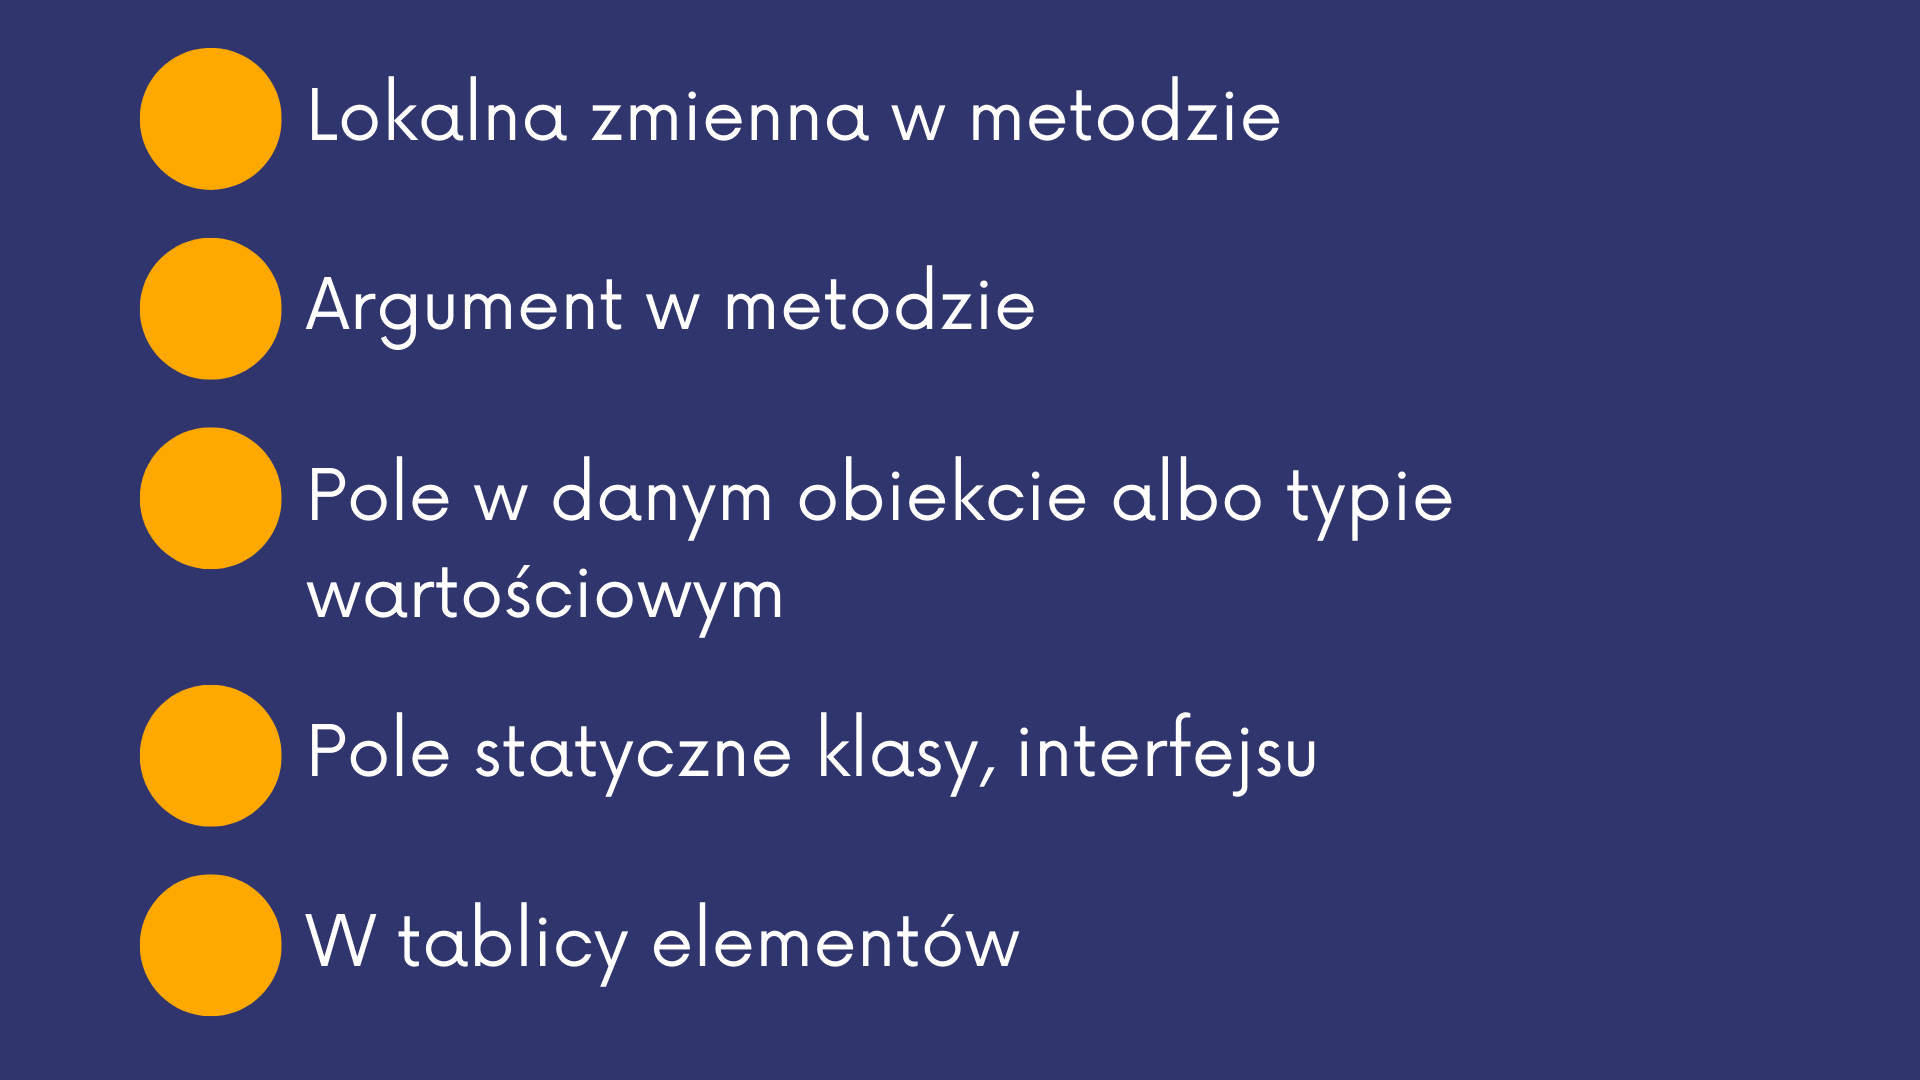 Lokalna zmienna w metodzie
Argument w metodzie
Pole w danym obiekcie albo typie
wartościowym
Pole statyczne klasy, interfejsu
W tablicy elementów